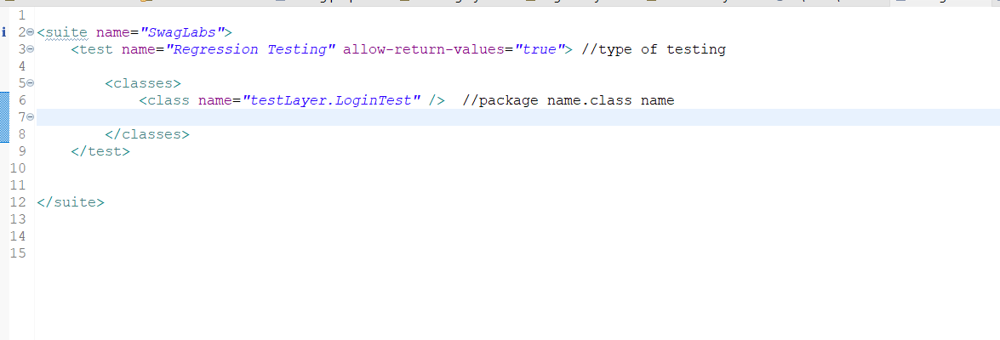 1
2 <suite name="SwagLabs">
3 <test name="Regression Testing" allow-return-values="true"> //type of testing
4
5 <classes>
6 <class name="testLayer.LoginTest" /> //package name.class name
7
8 </classes>
9 </test>
10
11
12 </suite>
13
14
15